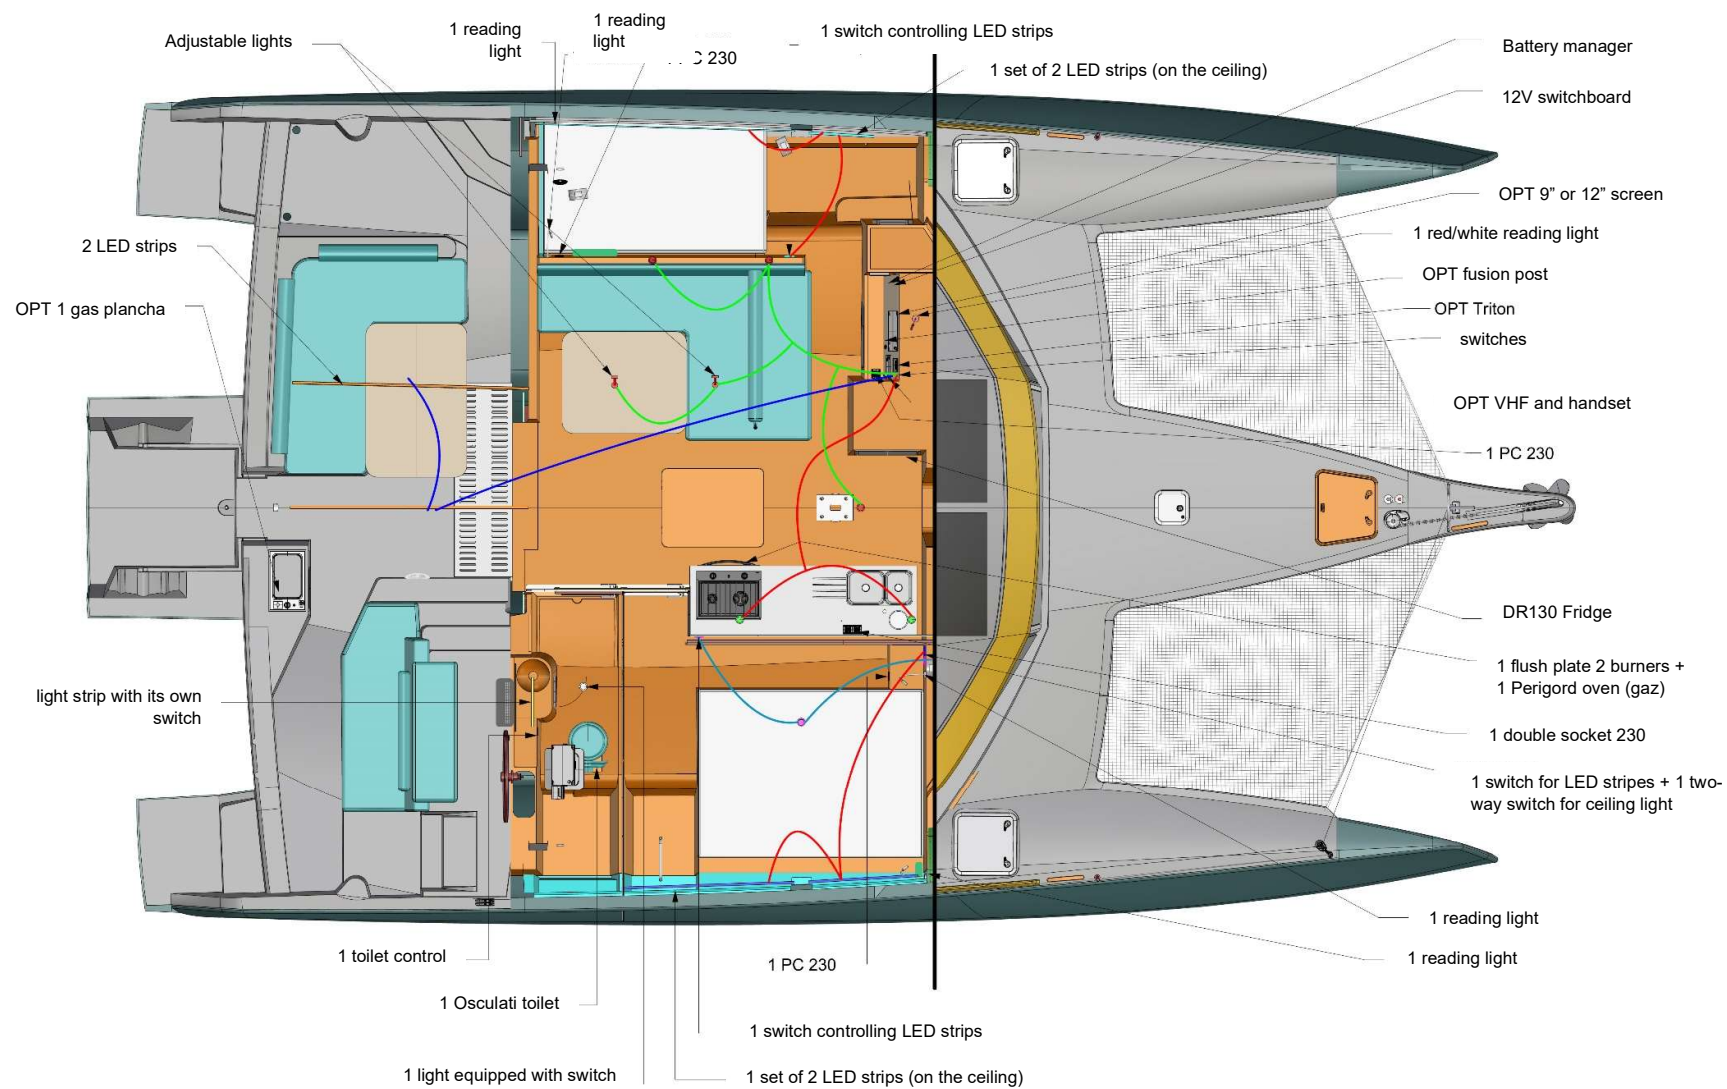 1 reading
light
1 reading
light
1 switch controlling LED strips
Adjustable lights
PC 230
1 set of 2 LED strips (on the ceiling)
Battery manager
12V switchboard
OPT 9” or 12” screen
1 red/white reading light
2 LED strips
OPT fusion post
OPT 1 gas plancha
OPT Triton
switches
OPT VHF and handset
1 PC 230
DR130 Fridge
1 flush plate 2 burners +
1 Perigord oven (gaz)
light strip with its own
switch
1 double socket 230
1 switch for LED stripes + 1 two-
way switch for ceiling light
1 reading light
1 reading light
1 toilet control
1 PC 230
1 Osculati toilet
1 switch controlling LED strips
1 light equipped with switch
1 set of 2 LED strips (on the ceiling)